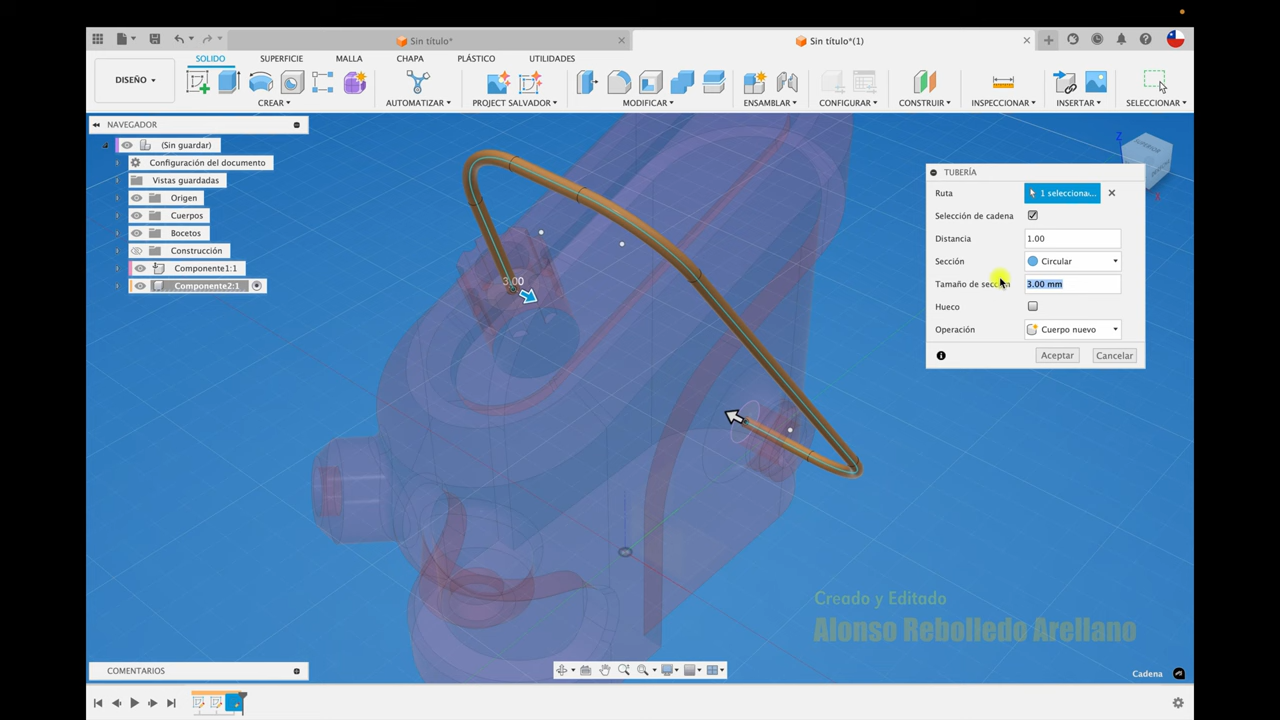 Sin título*
Sin título*(1)
DISEÑO
SOLIDO
SUPERFICIE
MALLA
CHAPA
PLÁSTICO
UTILIDADES
CREAR
AUTOMATIZAR
PROJECT SALVADOR
MODIFICAR
ENSAMBLAR
CONFIGURAR
CONSTRUIR
INSPECCIONAR
INSERTAR
SELECCIONAR
NAVEGADOR
(Sin guardar)
Configuración del documento
Vistas guardadas
Origen
Cuerpos
Bocetos
Construcción
Componente1:1
Componente2:1
3.00
Z
SUPERIOR
TUBERÍA
Ruta
1 selecciona...
Selección de cadena
Distancia
1.00
Sección
Circular
Tamaño de sección
3.00 mm
Hueco
Operación
Cuerpo nuevo
Aceptar
Cancelar
Creado y Editado
Alonso Rebolledo Arellano
COMENTARIOS
Cadena